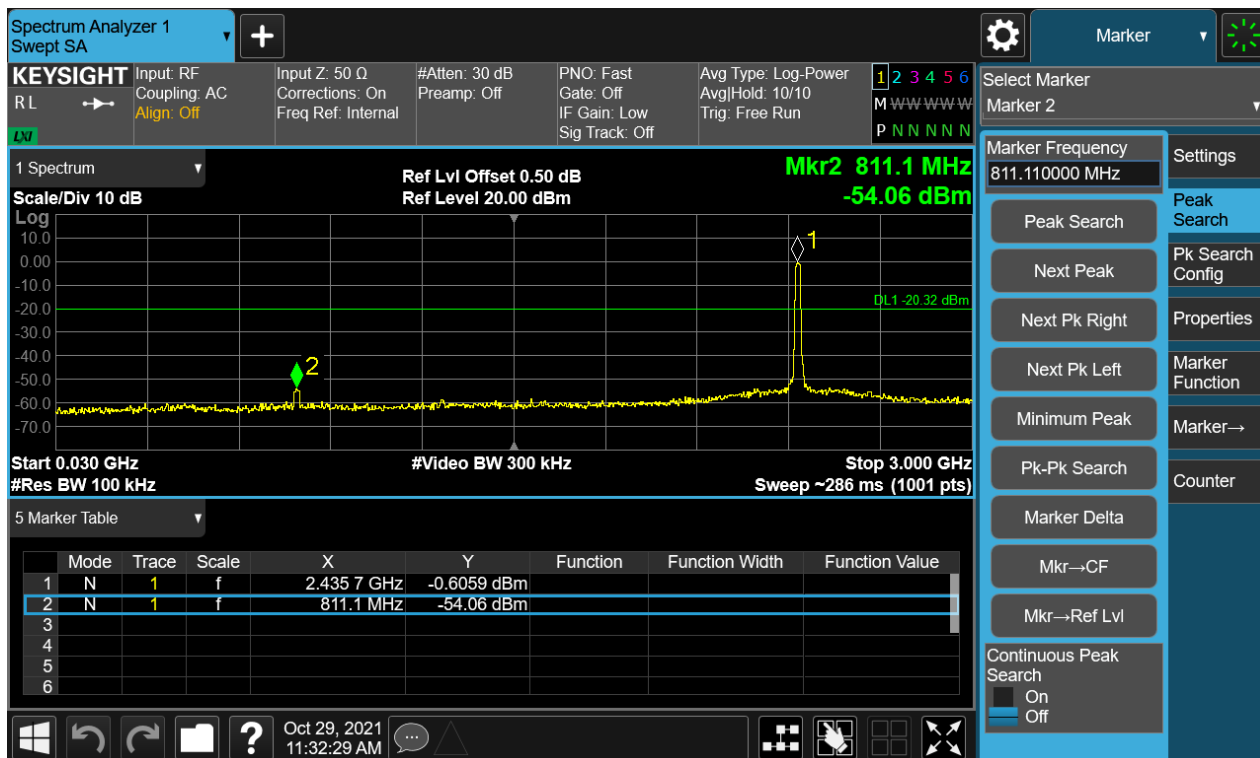 Spectrum Analyzer 1
Swept SA
+
Marker
KEYSIGHT
R L
LXI
Input: RF
Coupling: AC
Align: Off
Input Z: 50 Ω
Corrections: On
Freq Ref: Internal
#Atten: 30 dB
Preamp: Off
PNO: Fast
Gate: Off
IF Gain: Low
Sig Track: Off
Avg Type: Log-Power
Avg|Hold: 10/10
Trig: Free Run
1 2 3 4 5 6
M W W W W W
P N N N N N
Select Marker
Marker 2
1 Spectrum
Scale/Div 10 dB
Ref Lvl Offset 0.50 dB
Ref Level 20.00 dBm
Mkr2 811.1 MHz
-54.06 dBm
Log
10.0
0.00
-10.0
-20.0
-30.0
-40.0
-50.0
-60.0
-70.0
1
2
DL1 -20.32 dBm
Start 0.030 GHz
#Res BW 100 kHz
#Video BW 300 kHz
Stop 3.000 GHz
Sweep ~286 ms (1001 pts)
Marker Frequency
811.110000 MHz
Peak Search
Next Peak
Next Pk Right
Next Pk Left
Minimum Peak
Pk-Pk Search
Marker Delta
Mkr→CF
Mkr→Ref Lvl
Continuous Peak
Search
On
Off
Settings
Peak
Search
Pk Search
Config
Properties
Marker
Function
Marker→
Counter
5 Marker Table
Mode Trace Scale X Y Function Function Width Function Value
1 N 1 f 2.435 7 GHz -0.6059 dBm
2 N 1 f 811.1 MHz -54.06 dBm
3
4
5
6
?
Oct 29, 2021
11:32:29 AM